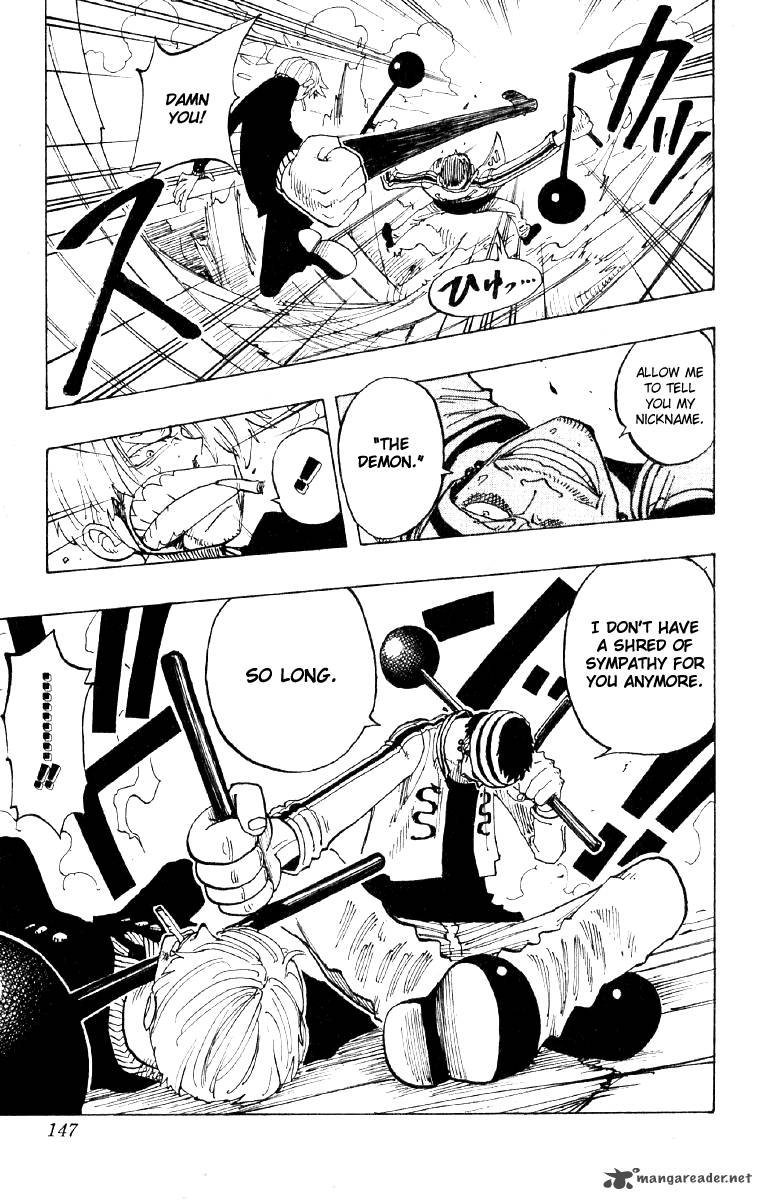 カッ
DAMN
YOU!
スッ
ひゅっ…
ALLOW ME
TO TELL
YOU MY
NICKNAME.
"THE
DEMON."
!!
I DON'T HAVE
A SHRED OF
SYMPATHY FOR
YOU ANYMORE.
SO LONG.
..........!!
147
mangareader.net